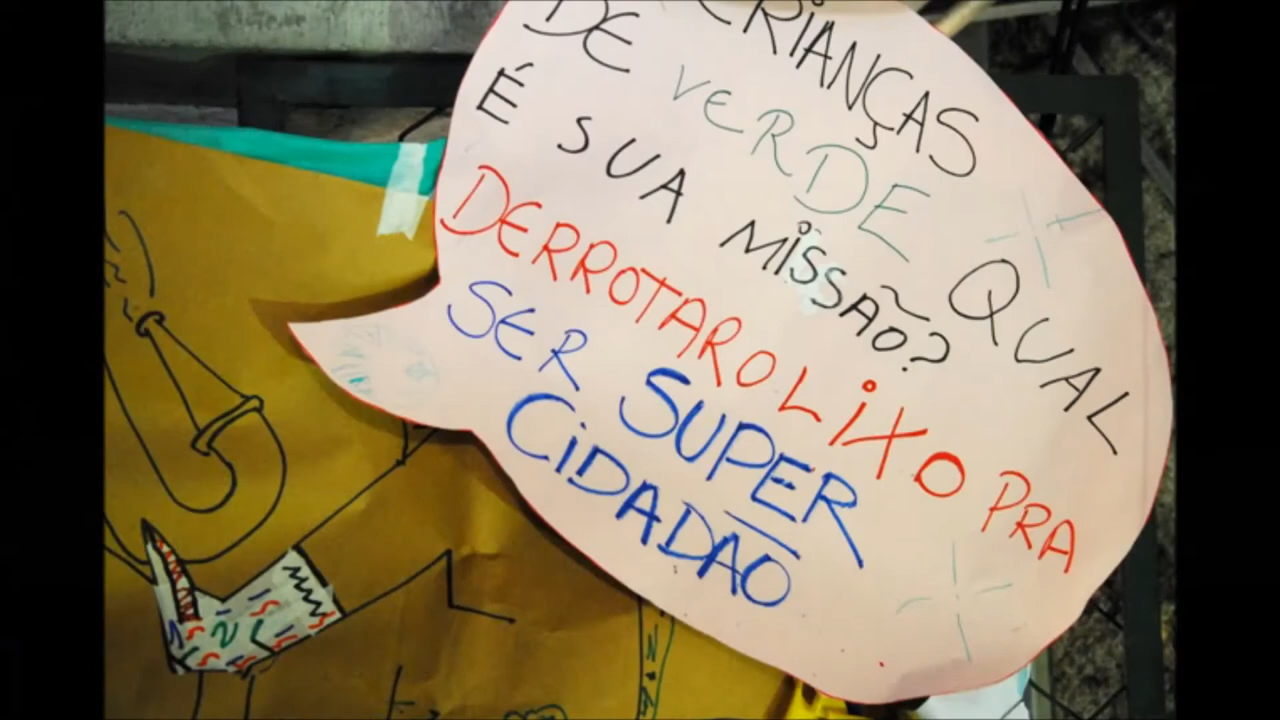 CRIANÇAS
DE VERDE QUAL
É SUA MISSÃO?
DERROTAR O LIXO PRA
SER SUPER
CIDADÃO